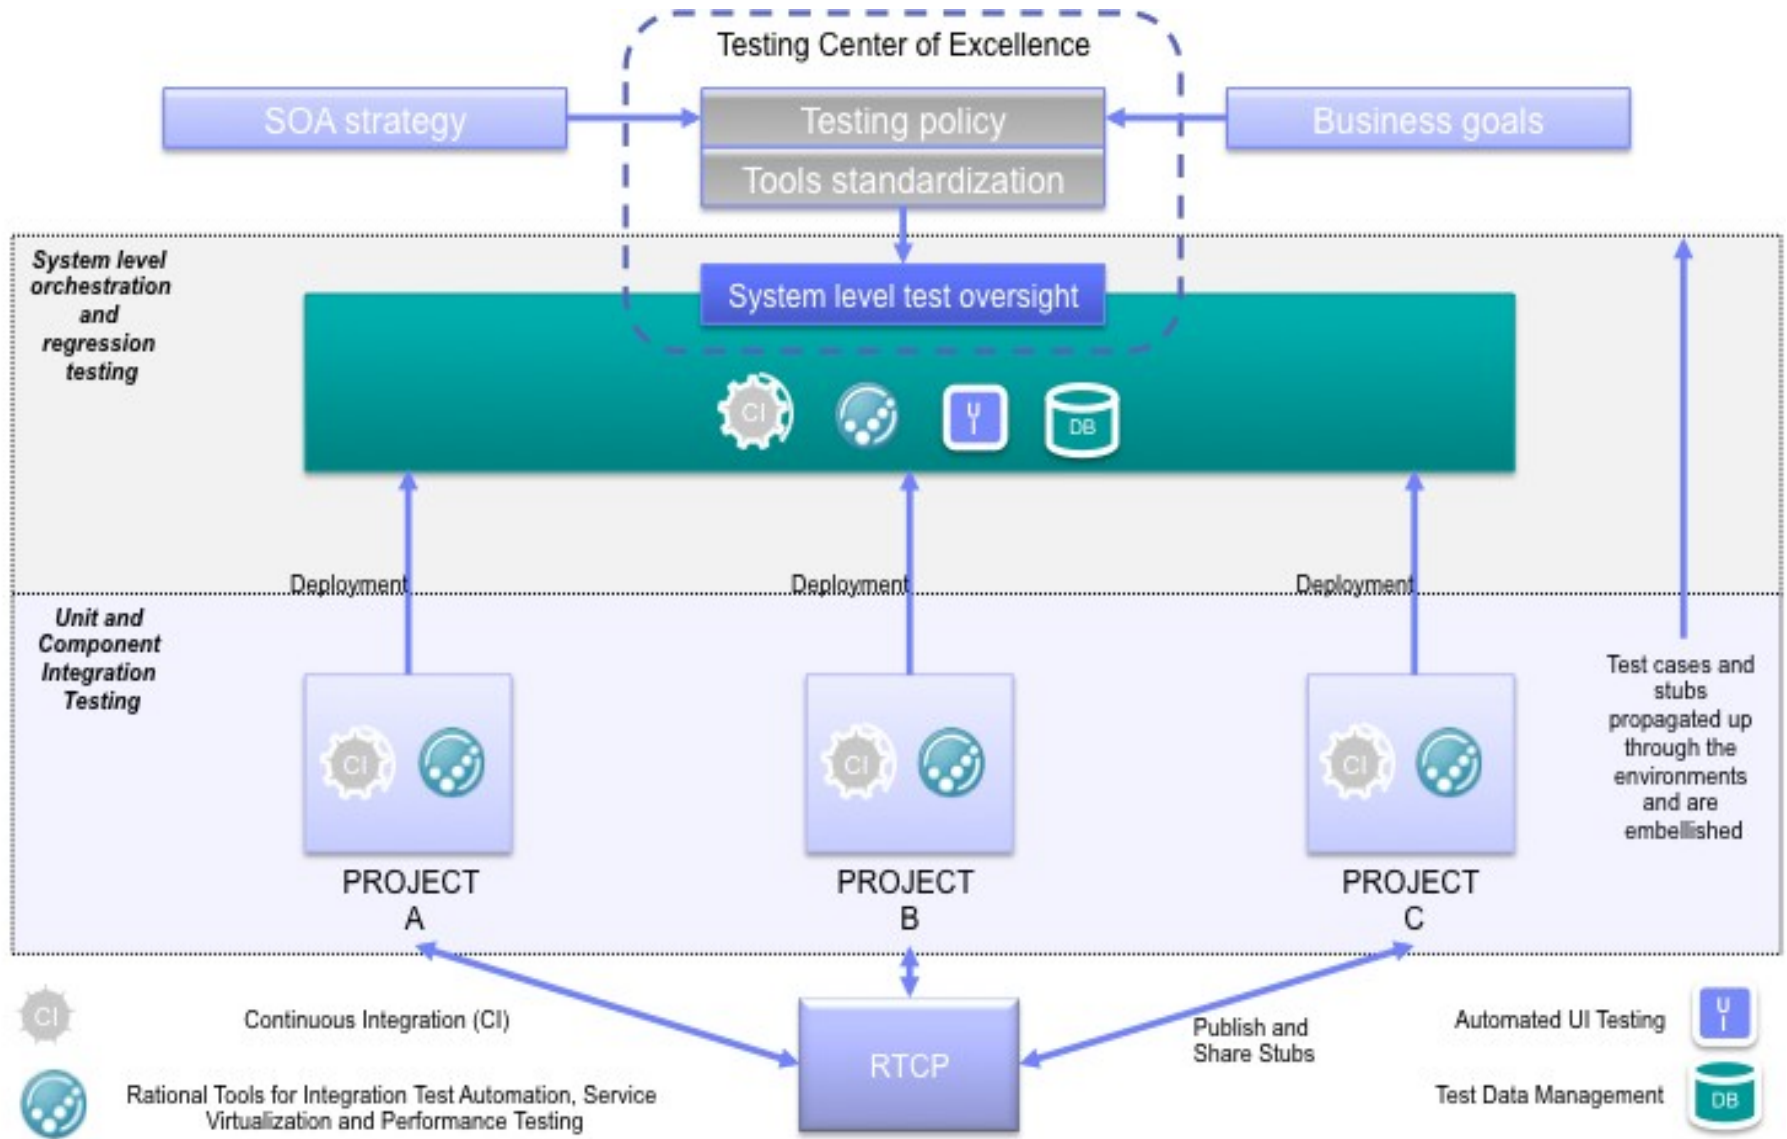 Testing Center of Excellence
SOA strategy
Testing policy
Business goals
Tools standardization
System level
orchestration
and
regression
testing
System level test oversight
CI
UI
DB
Deployment
Deployment
Deployment
Unit and
Component
Integration
Testing
Test cases and
stubs
propagated up
through the
environments
and are
embellished
CI
CI
CI
PROJECT
A
PROJECT
B
PROJECT
C
CI
Continuous Integration (CI)
Rational Tools for Integration Test Automation, Service
Virtualization and Performance Testing
RTCP
Publish and
Share Stubs
Automated UI Testing
U
I
Test Data Management
DB